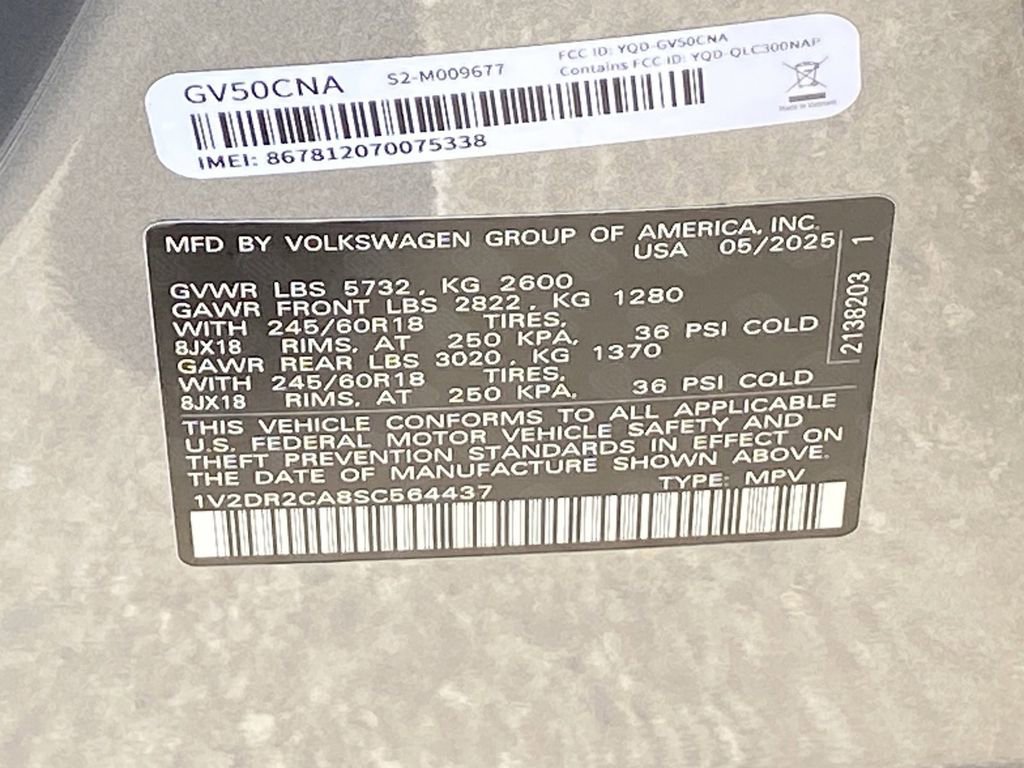 GV50CNA S2-M009677 FCC ID: YQD-GV50CNA
Contains FCC ID: YQD-QLC300NAP
IMEI: 867812070075338
Made in Vietnam
MFD BY VOLKSWAGEN GROUP OF AMERICA, INC.
USA 05/2025
GVWR LBS 5732, KG 2600
GAWR FRONT LBS 2822, KG 1280
WITH 245/60R18 TIRES,
8JX18 RIMS, AT 250 KPA, 36 PSI COLD
GAWR REAR LBS 3020, KG 1370
WITH 245/60R18 TIRES,
8JX18 RIMS, AT 250 KPA, 36 PSI COLD
2138203 1
THIS VEHICLE CONFORMS TO ALL APPLICABLE
U.S. FEDERAL MOTOR VEHICLE SAFETY AND
THEFT PREVENTION STANDARDS IN EFFECT ON
THE DATE OF MANUFACTURE SHOWN ABOVE.
1V2DR2CA8SC564437 TYPE: MPV